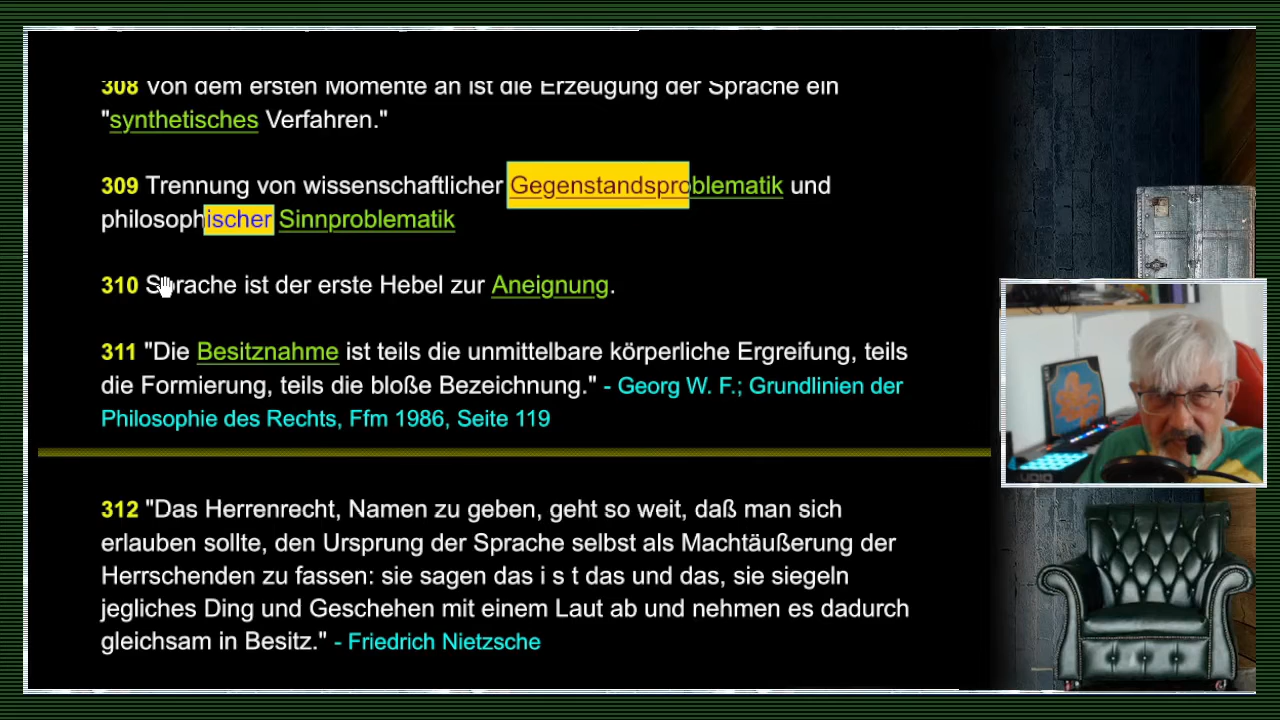 308 Von dem ersten Momente an ist die Erzeugung der Sprache ein
"synthetisches Verfahren."
309 Trennung von wissenschaftlicher Gegenstandsproblematik und
philosophischer Sinnproblematik
310 Sprache ist der erste Hebel zur Aneignung.
311 "Die Besitznahme ist teils die unmittelbare körperliche Ergreifung, teils
die Formierung, teils die bloße Bezeichnung." - Georg W. F.; Grundlinien der
Philosophie des Rechts, Ffm 1986, Seite 119
312 "Das Herrenrecht, Namen zu geben, geht so weit, daß man sich
erlauben sollte, den Ursprung der Sprache selbst als Machtäußerung der
Herrschenden zu fassen: sie sagen das i s t das und das, sie siegeln
jegliches Ding und Geschehen mit einem Laut ab und nehmen es dadurch
gleichsam in Besitz." - Friedrich Nietzsche